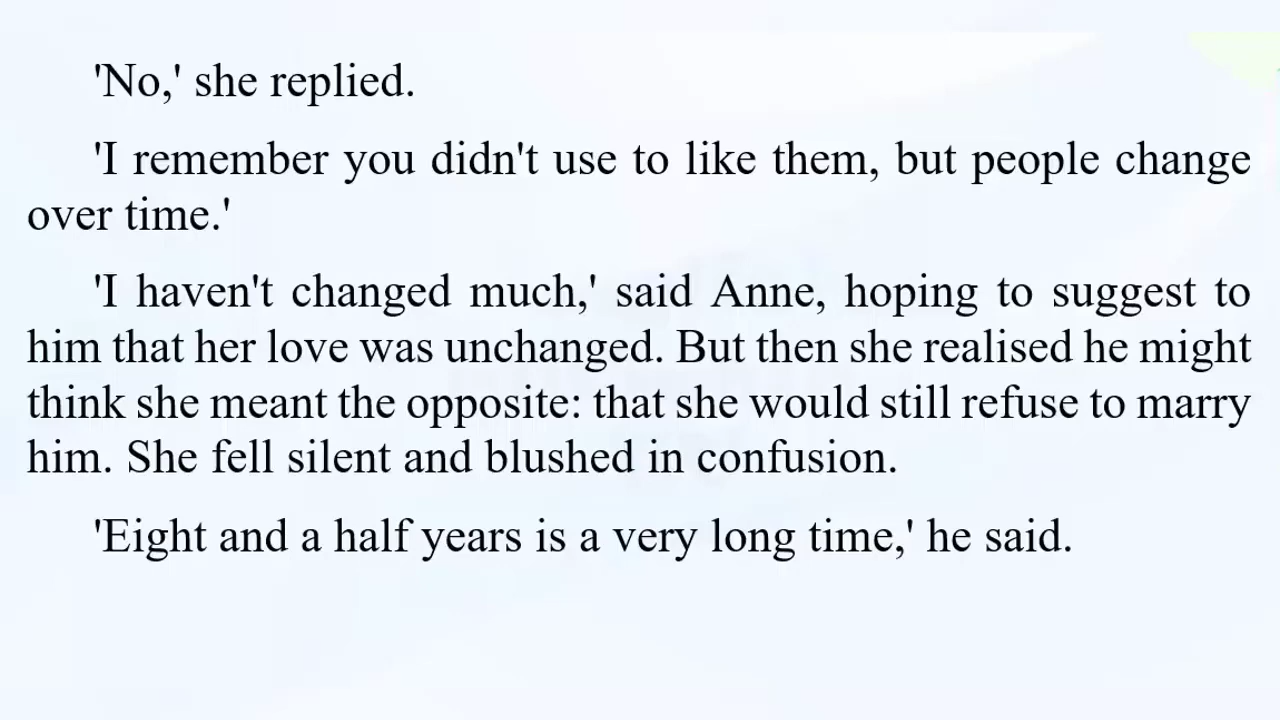 'No,' she replied.
'I remember you didn't use to like them, but people change
over time.'
'I haven't changed much,' said Anne, hoping to suggest to
him that her love was unchanged. But then she realised he might
think she meant the opposite: that she would still refuse to marry
him. She fell silent and blushed in confusion.
'Eight and a half years is a very long time,' he said.